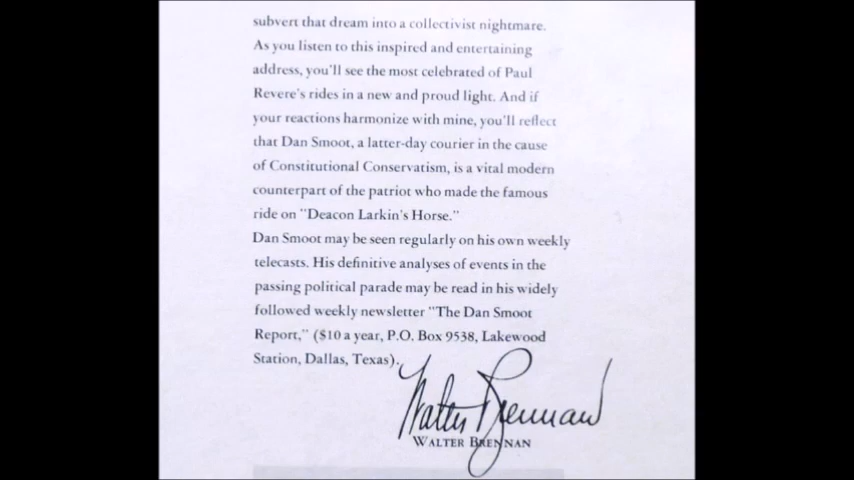 subvert that dream into a collectivist nightmare.
As you listen to this inspired and entertaining
address, you'll see the most celebrated of Paul
Revere's rides in a new and proud light. And if
your reactions harmonize with mine, you'll reflect
that Dan Smoot, a latter-day courier in the cause
of Constitutional Conservatism, is a vital modern
counterpart of the patriot who made the famous
ride on "Deacon Larkin's Horse."
Dan Smoot may be seen regularly on his own weekly
telecasts. His definitive analyses of events in the
passing political parade may be read in his widely
followed weekly newsletter "The Dan Smoot
Report," ($10 a year, P.O. Box 9538, Lakewood
Station, Dallas, Texas).
Walter Brennan
WALTER BRENNAN